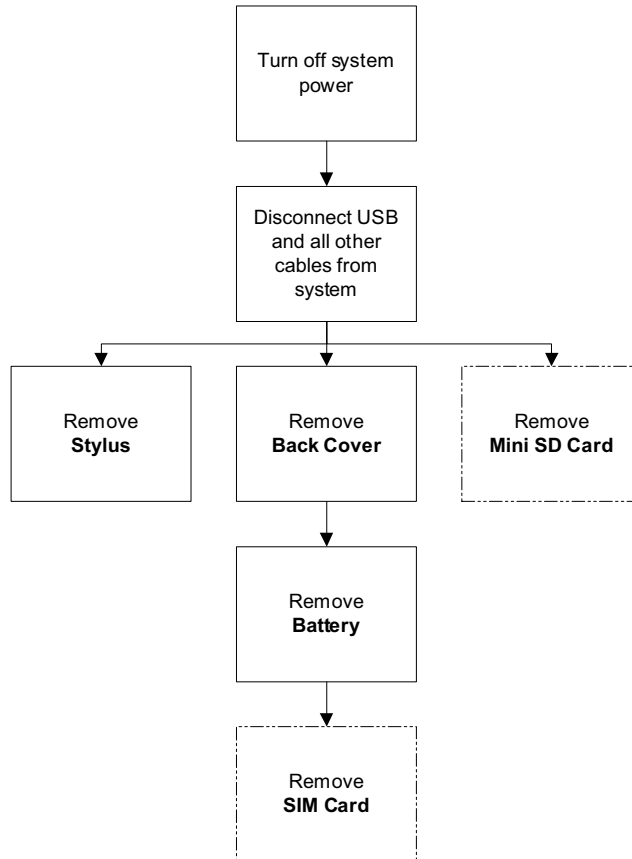 Turn off system
power
Disconnect USB
and all other
cables from
system
Remove
Stylus
Remove
Back Cover
Remove
Mini SD Card
Remove
Battery
Remove
SIM Card